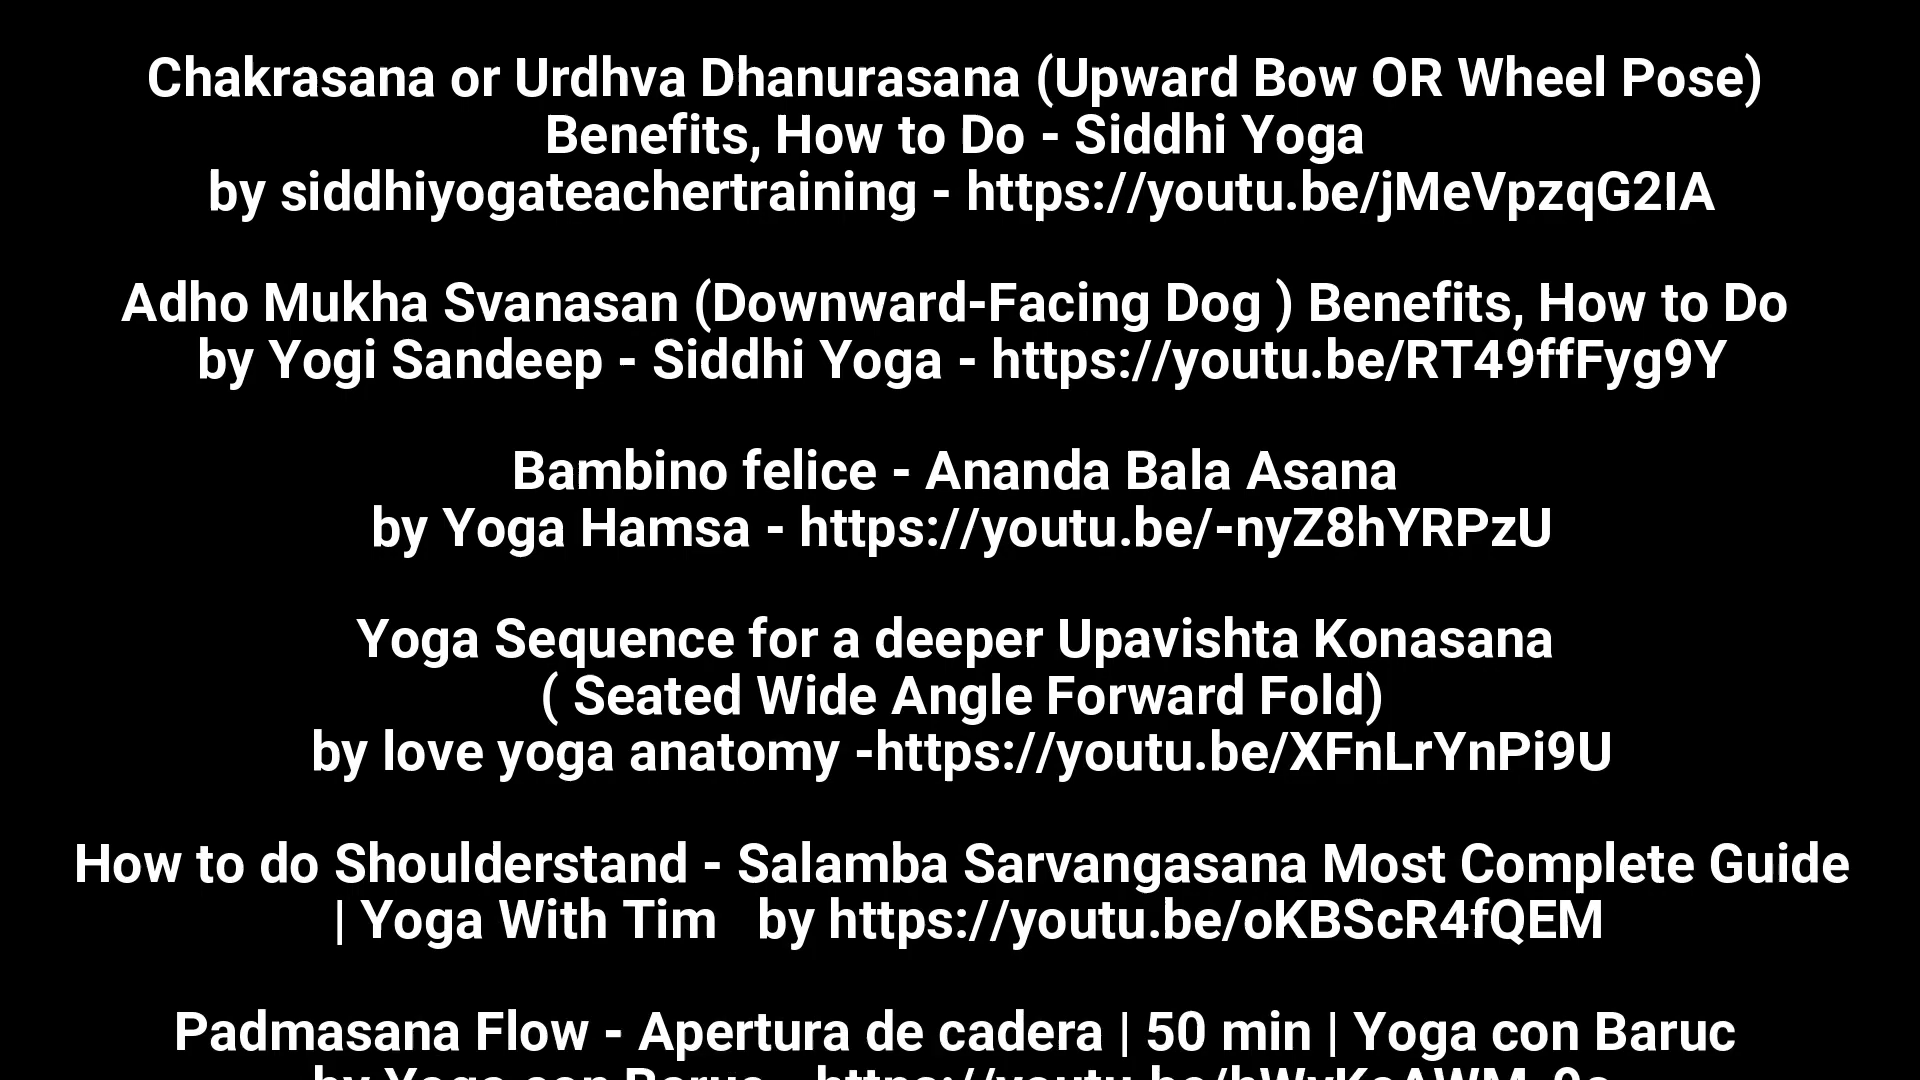 Chakrasana or Urdhva Dhanurasana (Upward Bow OR Wheel Pose)
Benefits, How to Do - Siddhi Yoga
by siddhiyogateachertraining - https://youtu.be/jMeVpzqG2IA
Adho Mukha Svanasan (Downward-Facing Dog ) Benefits, How to Do
by Yogi Sandeep - Siddhi Yoga - https://youtu.be/RT49ffFyg9Y
Bambino felice - Ananda Bala Asana
by Yoga Hamsa - https://youtu.be/-nyZ8hYRPzU
Yoga Sequence for a deeper Upavishta Konasana
( Seated Wide Angle Forward Fold)
by love yoga anatomy -https://youtu.be/XFnLrYnPi9U
How to do Shoulderstand - Salamba Sarvangasana Most Complete Guide
| Yoga With Tim   by https://youtu.be/oKBScR4fQEM
Padmasana Flow - Apertura de cadera | 50 min | Yoga con Baruc
by Yoga con Baruc -